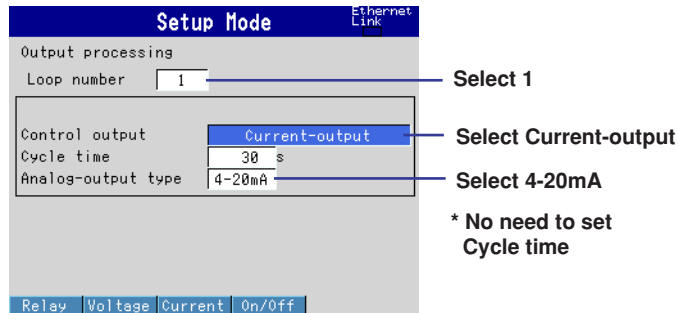 Setup Mode
Ethernet
Link
Output processing
Loop number 1
Select 1
Control output Current-output
Select Current-output
Cycle time 30 s
Analog-output type 4-20mA
Select 4-20mA
* No need to set
Cycle time
Relay Voltage Current On/Off